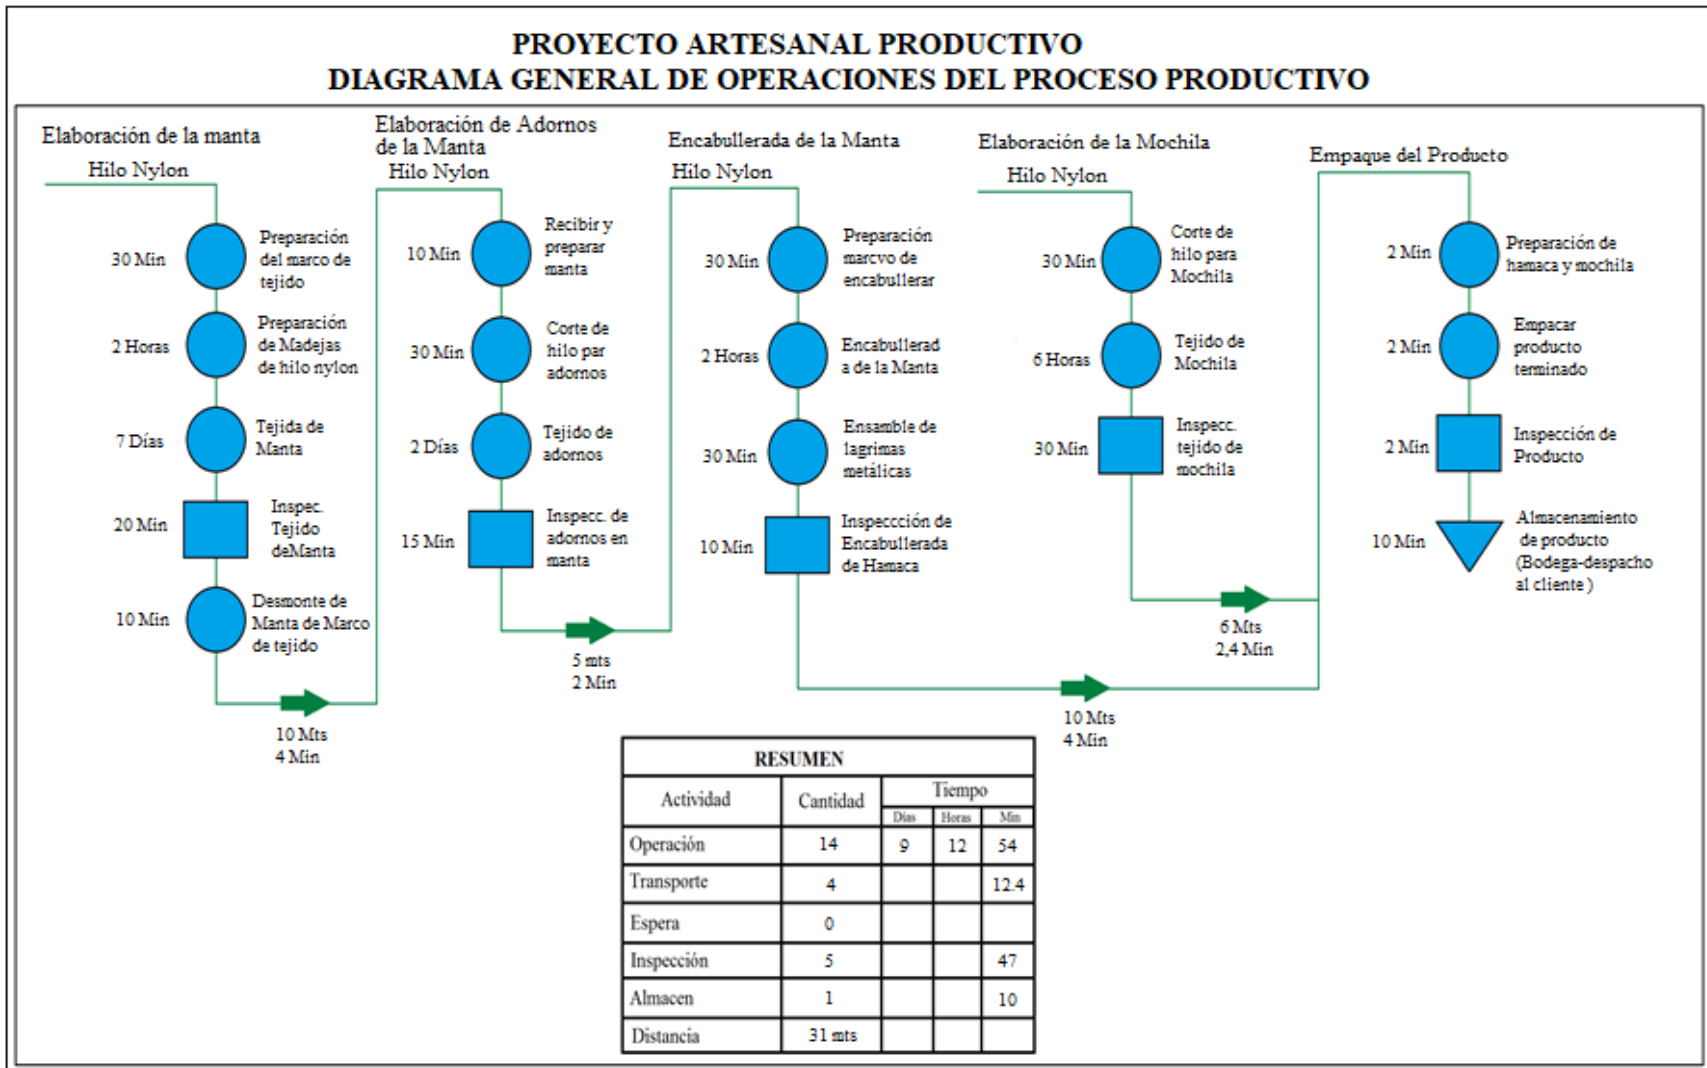 PROYECTO ARTESANAL PRODUCTIVO
DIAGRAMA GENERAL DE OPERACIONES DEL PROCESO PRODUCTIVO
Elaboración de la manta
Hilo Nylon
30 Min
Preparación
del marco de
tejido
2 Horas
Preparación
de Madejas
de hilo nylon
7 Días
Tejida de
Manta
20 Min
Inspec.
Tejido
deManta
10 Min
Desmonte de
Manta de Marco
de tejido
10 Mts
4 Min
Elaboración de Adornos
de la Manta
Hilo Nylon
10 Min
Recibir y
preparar
manta
30 Min
Corte de
hilo par
adornos
2 Días
Tejido de
adornos
15 Min
Inspecc. de
adornos en
manta
5 mts
2 Min
Encabullerada de la Manta
Hilo Nylon
30 Min
Preparación
marcvo de
encabullerar
2 Horas
Encabullerad
a de la Manta
30 Min
Ensamble de
lagrimas
metálicas
10 Min
Inspeccción de
Encabullerada
de Hamaca
10 Mts
4 Min
Elaboración de la Mochila
Hilo Nylon
30 Min
Corte de
hilo para
Mochila
6 Horas
Tejido de
Mochila
30 Min
Inspecc.
tejido de
mochila
6 Mts
2,4 Min
Empaque del Producto
2 Min
Preparación de
hamaca y mochila
2 Min
Empacar
producto
terminado
2 Min
Inspección de
Producto
10 Min
Almacenamiento
de producto
(Bodega-despacho
al cliente )
RESUMEN
Actividad Cantidad Tiempo
Días Horas Min
Operación 14 9 12 54
Transporte 4 12.4
Espera 0
Inspección 5 47
Almacen 1 10
Distancia 31 mts